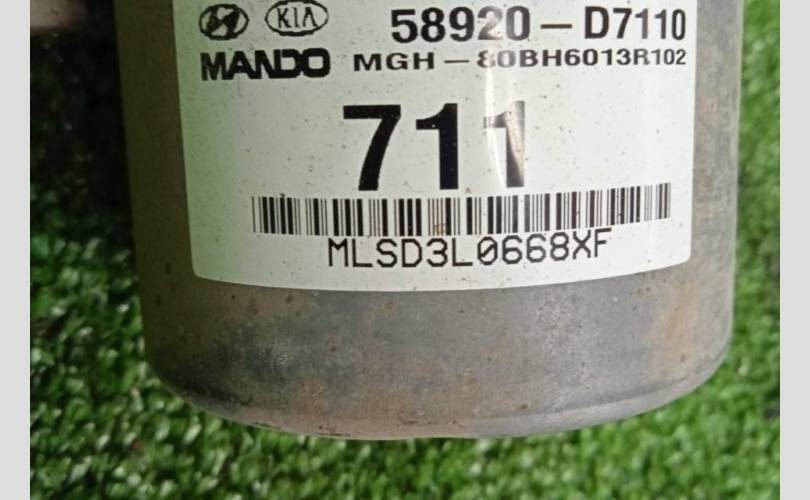 KIA 58920-D7110
MANDO MGH-80BH6013R102
711
MLSD3L0668XF